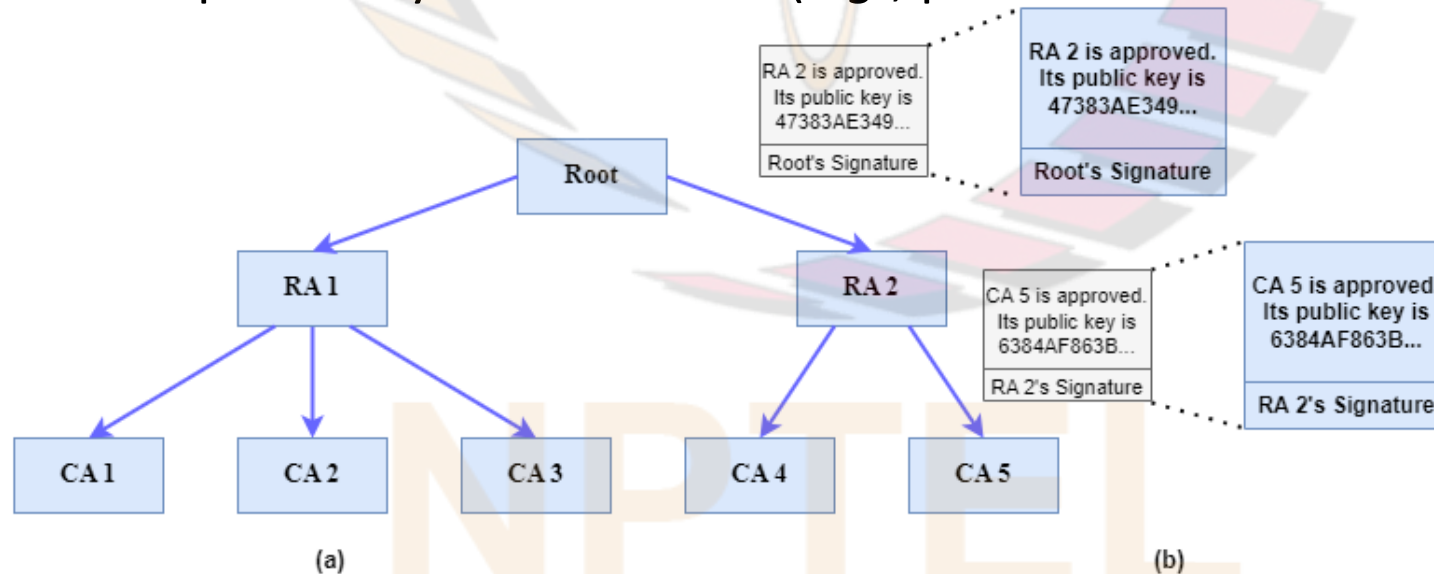 RA 2 is approved.
Its public key is
47383AE349...
Root's Signature
RA 2 is approved.
Its public key is
47383AE349...
Root's Signature
Root
RA 1
RA 2
CA 5 is approved.
Its public key is
6384AF863B...
RA 2's Signature
CA 5 is approved
Its public key is
6384AF863B...
RA 2's Signature
CA 1
CA 2
CA 3
CA 4
CA 5
NPTEL
(a)
(b)